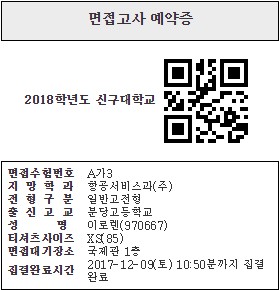 면접고사 예약증
2018학년도 신구대학교
면접수험번호 A가3
지 망 학 과 항공서비스과(주)
전 형 구 분 일반고전형
출 신 고 교 분당고등학교
성 명 이로렌(970667)
티셔츠사이즈 XS(85)
면접대기장소 국제관 1층
집결완료시간 2017-12-09(토) 10:50분까지 집결
완료